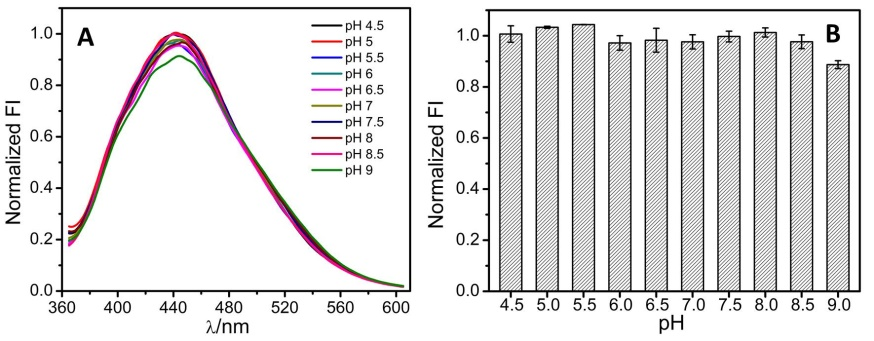 A
pH 4.5
pH 5
pH 5.5
pH 6
pH 6.5
pH 7
pH 7.5
pH 8
pH 8.5
pH 9
Normalized FI
1.0
0.8
0.6
0.4
0.2
0.0
360 400 440 480 520 560 600
λ/nm
B
Normalized FI
1.0
0.8
0.6
0.4
0.2
0.0
4.5 5.0 5.5 6.0 6.5 7.0 7.5 8.0 8.5 9.0
pH